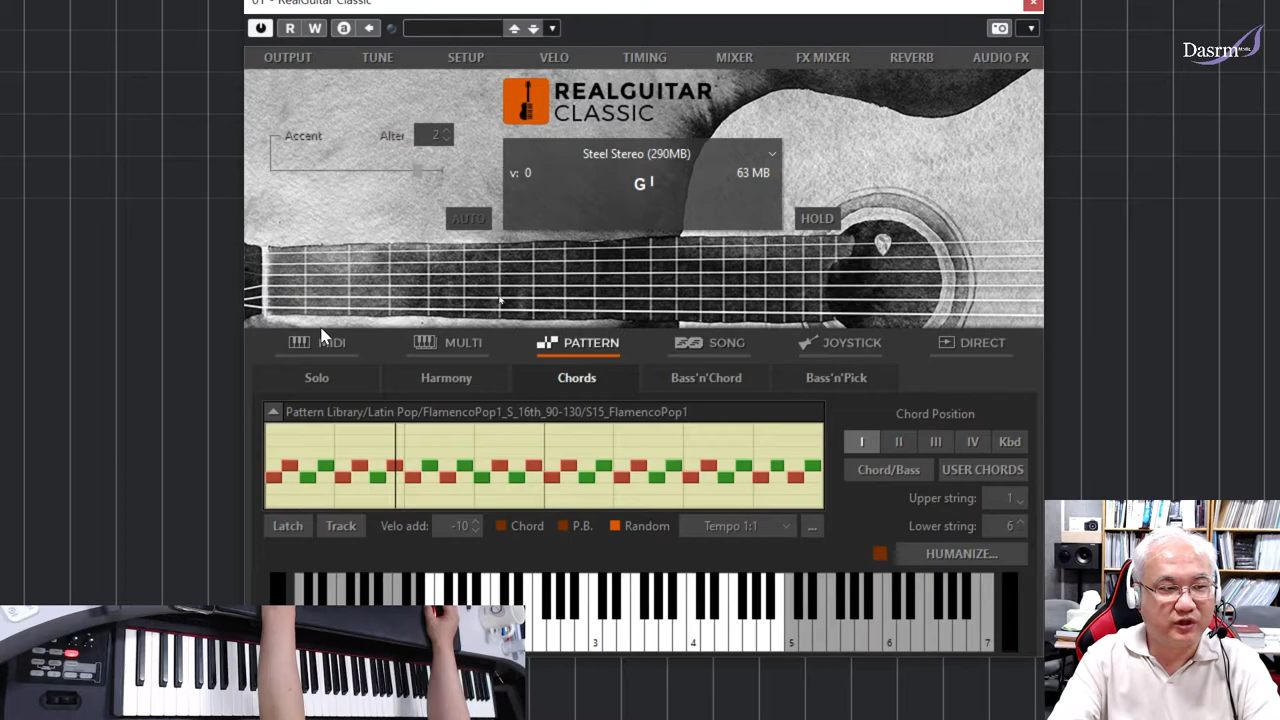 01 - RealGuitar Classic
R W a
OUTPUT TUNE SETUP VELO TIMING MIXER FX MIXER REVERB AUDIO FX
Dasrm
REALGUITAR
CLASSIC
Accent Alter 2
Steel Stereo (290MB)
v: 0 63 MB
G I
AUTO HOLD
MIDI MULTI PATTERN SONG JOYSTICK DIRECT
Solo Harmony Chords Bass'n'Chord Bass'n'Pick
Pattern Library/Latin Pop/FlamencoPop1_S_16th_90-130/S15_FlamencoPop1
Chord Position
I II III IV Kbd
Chord/Bass USER CHORDS
Upper string: 1
Latch Track Velo add: -10 Chord P.B. Random Tempo 1:1 ...
Lower string: 6
HUMANIZE...
3 4 5 6 7